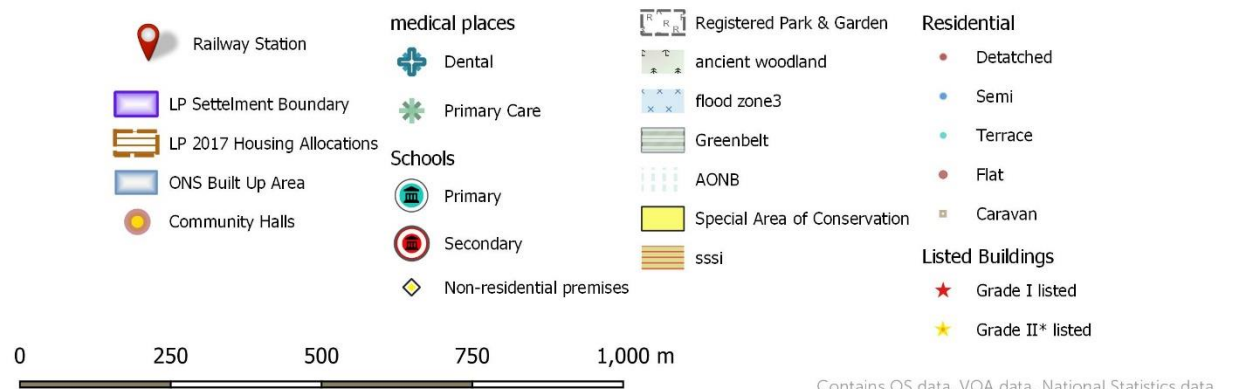 Railway Station
LP Settelment Boundary
LP 2017 Housing Allocations
ONS Built Up Area
Community Halls
medical places
Dental
Primary Care
Schools
Primary
Secondary
Non-residential premises
R R R R
Registered Park & Garden
ancient woodland
flood zone3
Greenbelt
AONB
Special Area of Conservation
sssi
Residential
Detatched
Semi
Terrace
Flat
Caravan
Listed Buildings
Grade I listed
Grade II* listed
0 250 500 750 1,000 m
Contains OS data, VOA data, National Statistics data